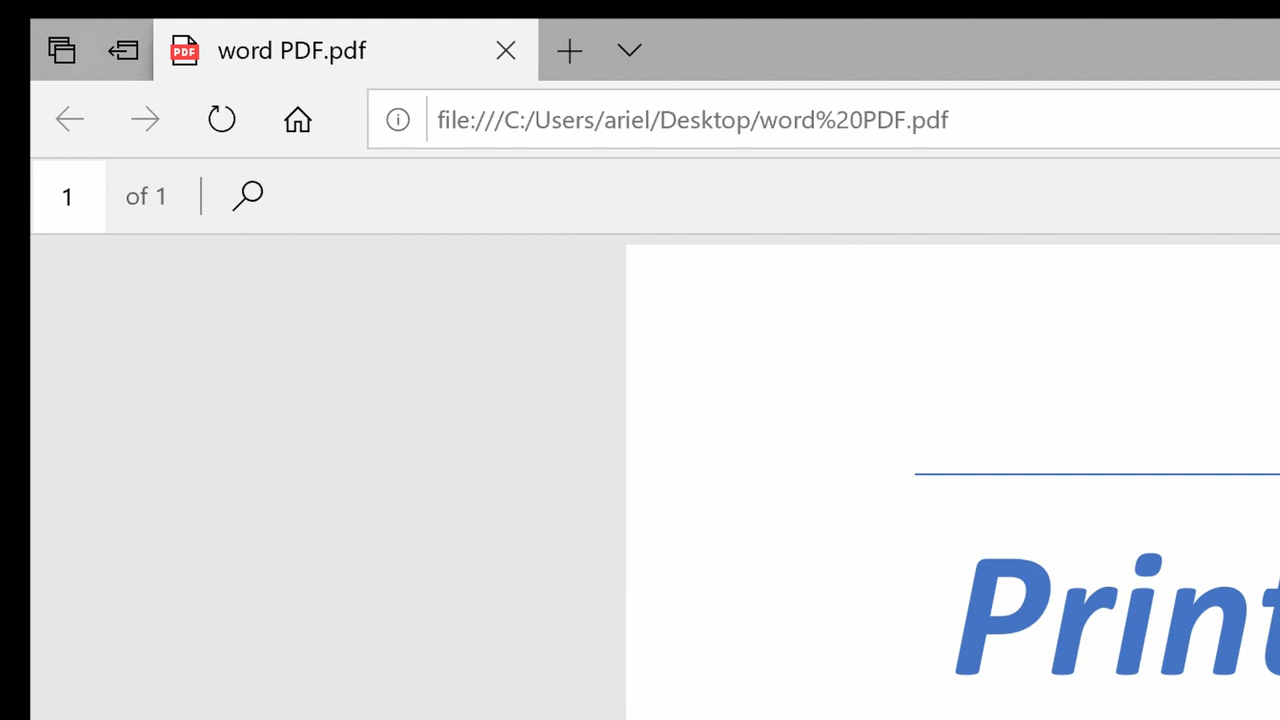 PDF
word PDF.pdf
file:///C:/Users/ariel/Desktop/word%20PDF.pdf
1 of 1
Print